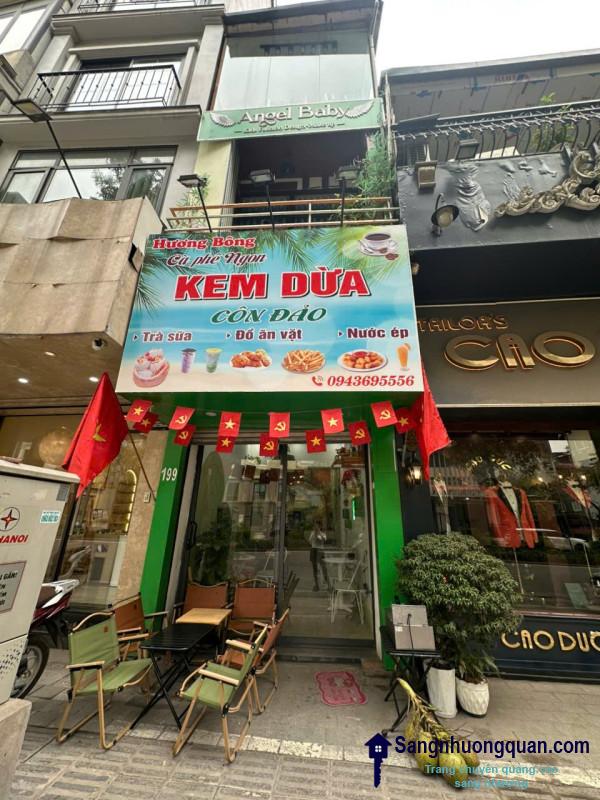 Angel Baby
Hương Bông
Cà phê Ngon
KEM DỪA
CÔN ĐẢO
Trà sữa
Đồ ăn vặt
Nước ép
0943695556
TAILOR'S
CAO
199
HANOI
CAO DUY
Sangnhuongquan.com
Trang chuyên quảng cáo
sang nhượng